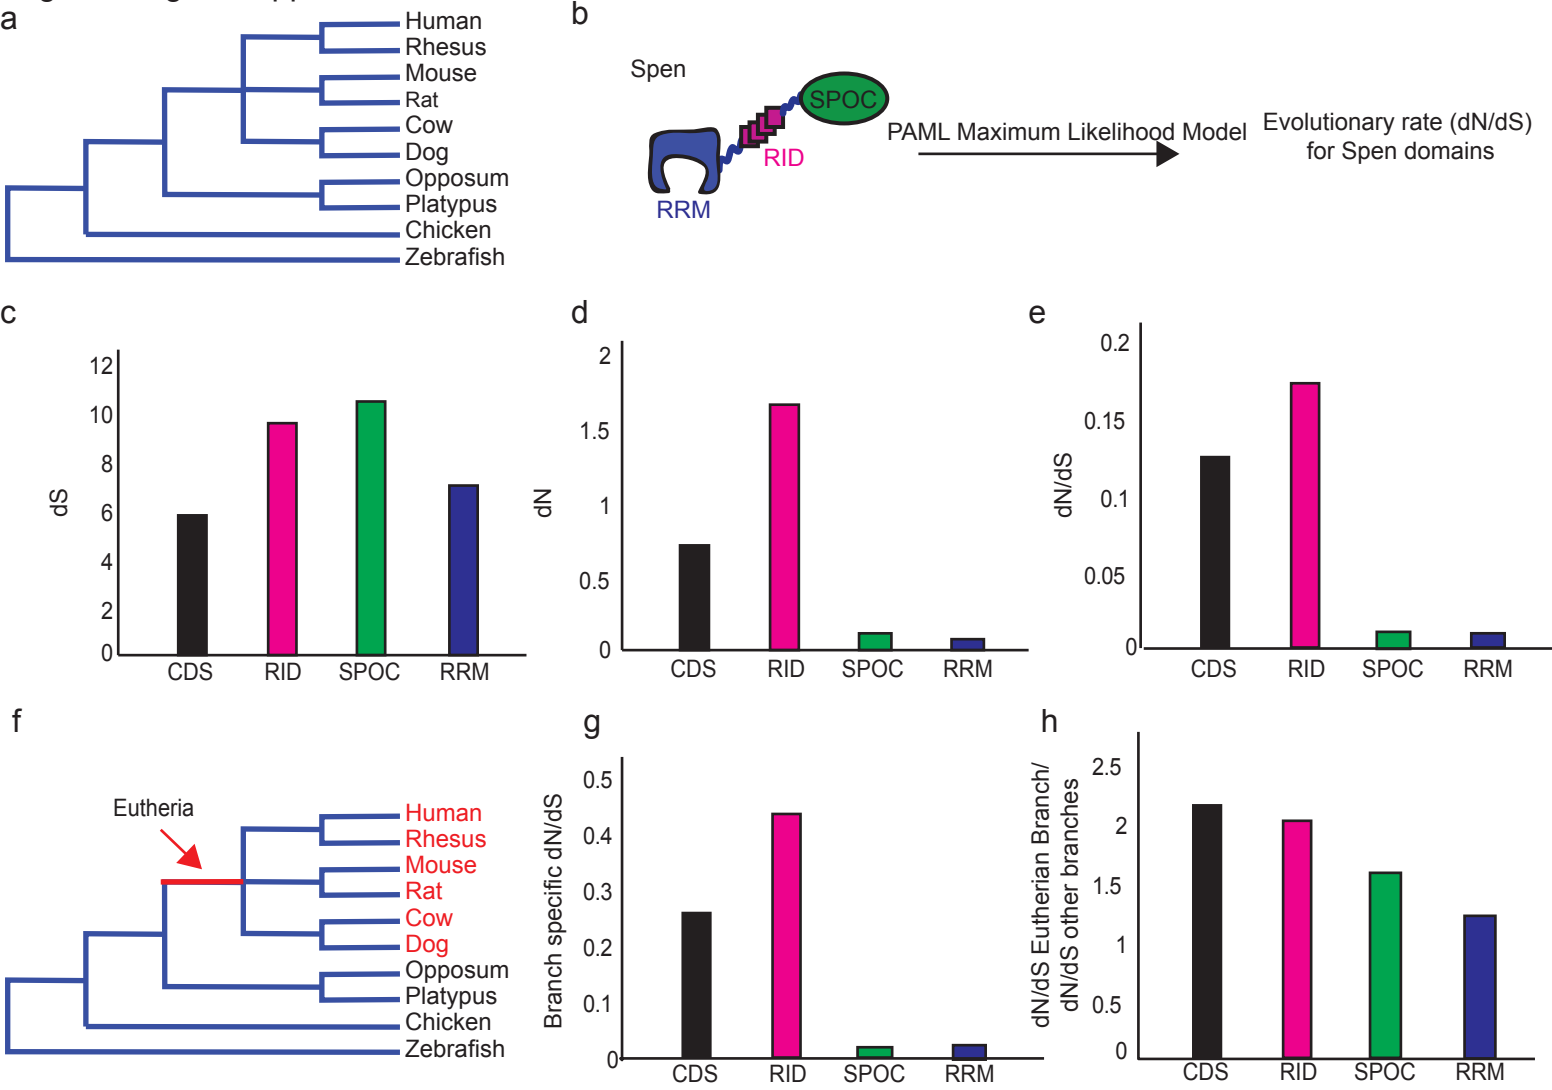 a
Human
Rhesus
Mouse
Rat
Cow
Dog
Opposum
Platypus
Chicken
Zebrafish
b
Spen
SPOC
RID
RRM
PAML Maximum Likelihood Model
Evolutionary rate (dN/dS)
for Spen domains
c
dS
12
10
8
6
4
2
0
CDS RID SPOC RRM
d
dN
2
1.5
1
0.5
0
CDS RID SPOC RRM
e
dN/dS
0.2
0.15
0.1
0.05
0
CDS RID SPOC RRM
f
Eutheria
Human
Rhesus
Mouse
Rat
Cow
Dog
Opposum
Platypus
Chicken
Zebrafish
g
Branch specific dN/dS
0.5
0.4
0.3
0.2
0.1
0
CDS RID SPOC RRM
h
dN/dS Eutherian Branch/
dN/dS other branches
2.5
2
1.5
1
0.5
0
CDS RID SPOC RRM